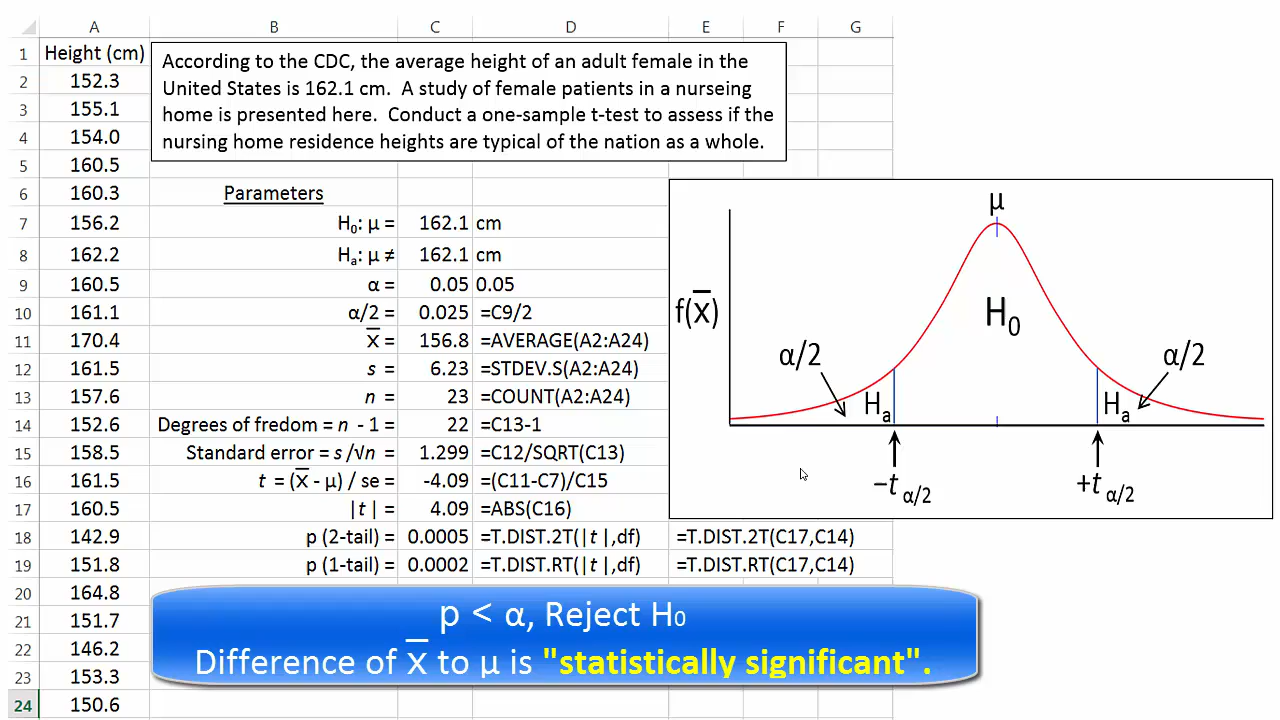 A B C D E F G
1 Height (cm)
According to the CDC, the average height of an adult female in the
United States is 162.1 cm. A study of female patients in a nurseing
home is presented here. Conduct a one-sample t-test to assess if the
nursing home residence heights are typical of the nation as a whole.
2 152.3
3 155.1
4 154.0
5 160.5
6 160.3 Parameters
7 156.2 H₀: μ = 162.1 cm
8 162.2 Hₐ: μ ≠ 162.1 cm
9 160.5 α = 0.05 0.05
10 161.1 α/2 = 0.025 =C9/2
11 170.4 x̅ = 156.8 =AVERAGE(A2:A24)
12 161.5 s = 6.23 =STDEV.S(A2:A24)
13 157.6 n = 23 =COUNT(A2:A24)
14 152.6 Degrees of fredom = n - 1 = 22 =C13-1
15 158.5 Standard error = s /√n = 1.299 =C12/SQRT(C13)
16 161.5 t = (x̅ - μ) / se = -4.09 =(C11-C7)/C15
17 160.5 |t | = 4.09 =ABS(C16)
18 142.9 p (2-tail) = 0.0005 =T.DIST.2T(|t |,df) =T.DIST.2T(C17,C14)
19 151.8 p (1-tail) = 0.0002 =T.DIST.RT(|t |,df) =T.DIST.RT(C17,C14)
20 164.8
21 151.7
22 146.2
23 153.3
24 150.6
μ
f(x̅)
H₀
α/2 α/2
Hₐ Hₐ
–t α/2 +t α/2
p < α, Reject H₀
Difference of x̅ to μ is "statistically significant".